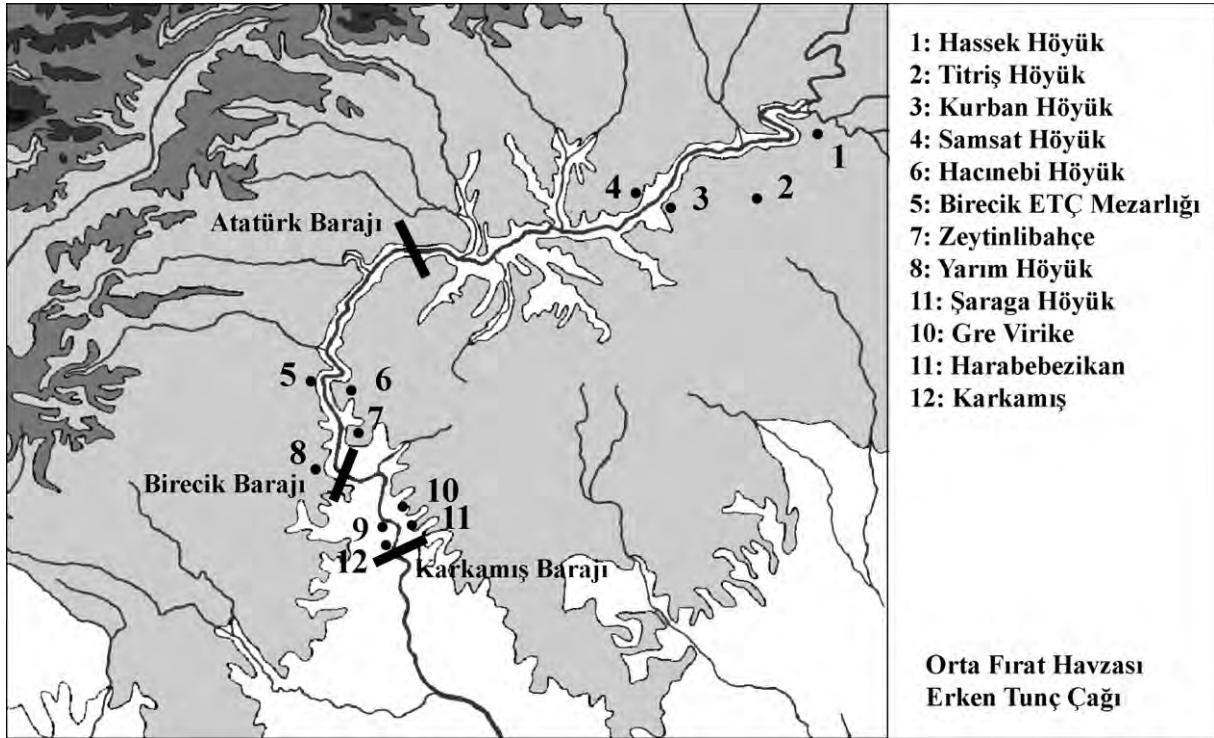 Atatürk Barajı
1
2
3
4
5
6
7
8
Birecik Barajı
10
11
9
12
Karkamış Barajı
1: Hassek Höyük
2: Titriş Höyük
3: Kurban Höyük
4: Samsat Höyük
6: Hacınebi Höyük
5: Birecik ETÇ Mezarlığı
7: Zeytinlibahçe
8: Yarım Höyük
11: Şaraga Höyük
10: Gre Virike
11: Harabebezikan
12: Karkamış
Orta Fırat Havzası
Erken Tunç Çağı